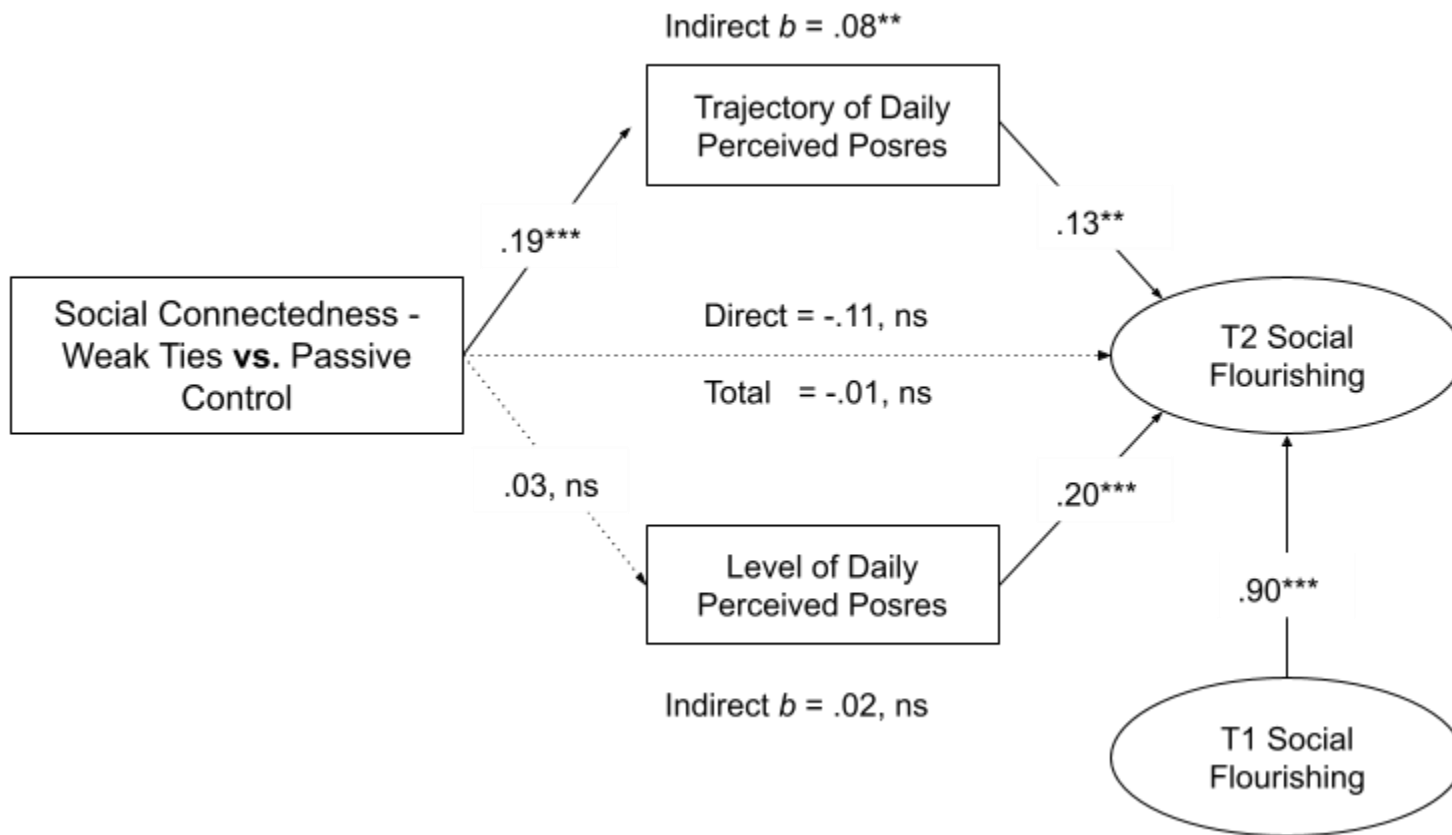 Indirect b = .08**
Trajectory of Daily
Perceived Posres
.19***
.13**
Social Connectedness -
Weak Ties vs. Passive
Control
Direct = -.11, ns
Total = -.01, ns
T2 Social
Flourishing
.03, ns
.20***
Level of Daily
Perceived Posres
.90***
Indirect b = .02, ns
T1 Social
Flourishing